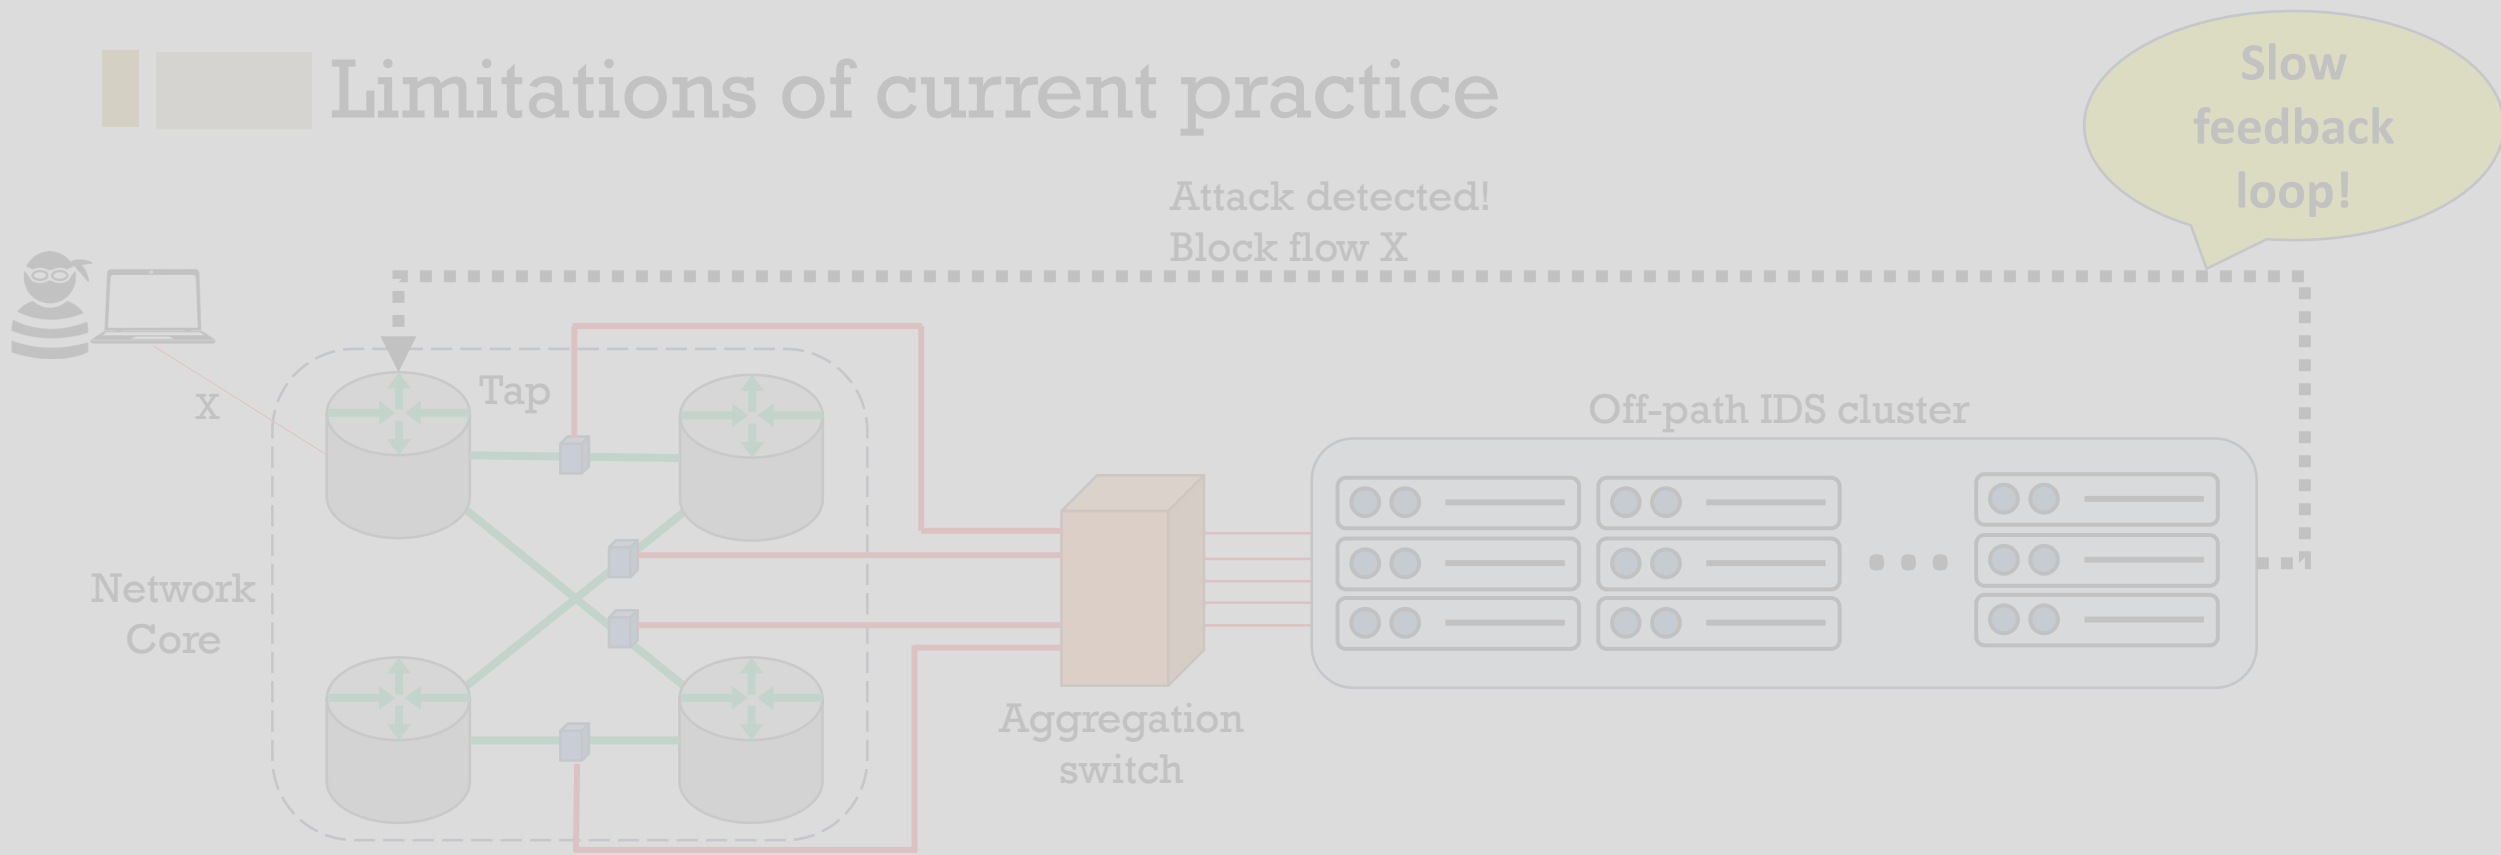 Limitations of current practice
Slow
feedback
loop!
Attack detected!
Block flow X
X
Tap
Off-path IDS cluster
Network
Core
Aggregation
switch